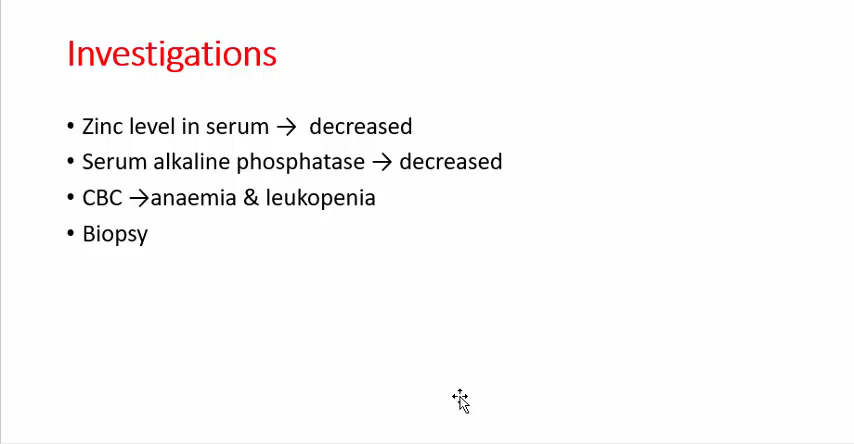 Investigations
• Zinc level in serum → decreased
• Serum alkaline phosphatase → decreased
• CBC →anaemia & leukopenia
• Biopsy